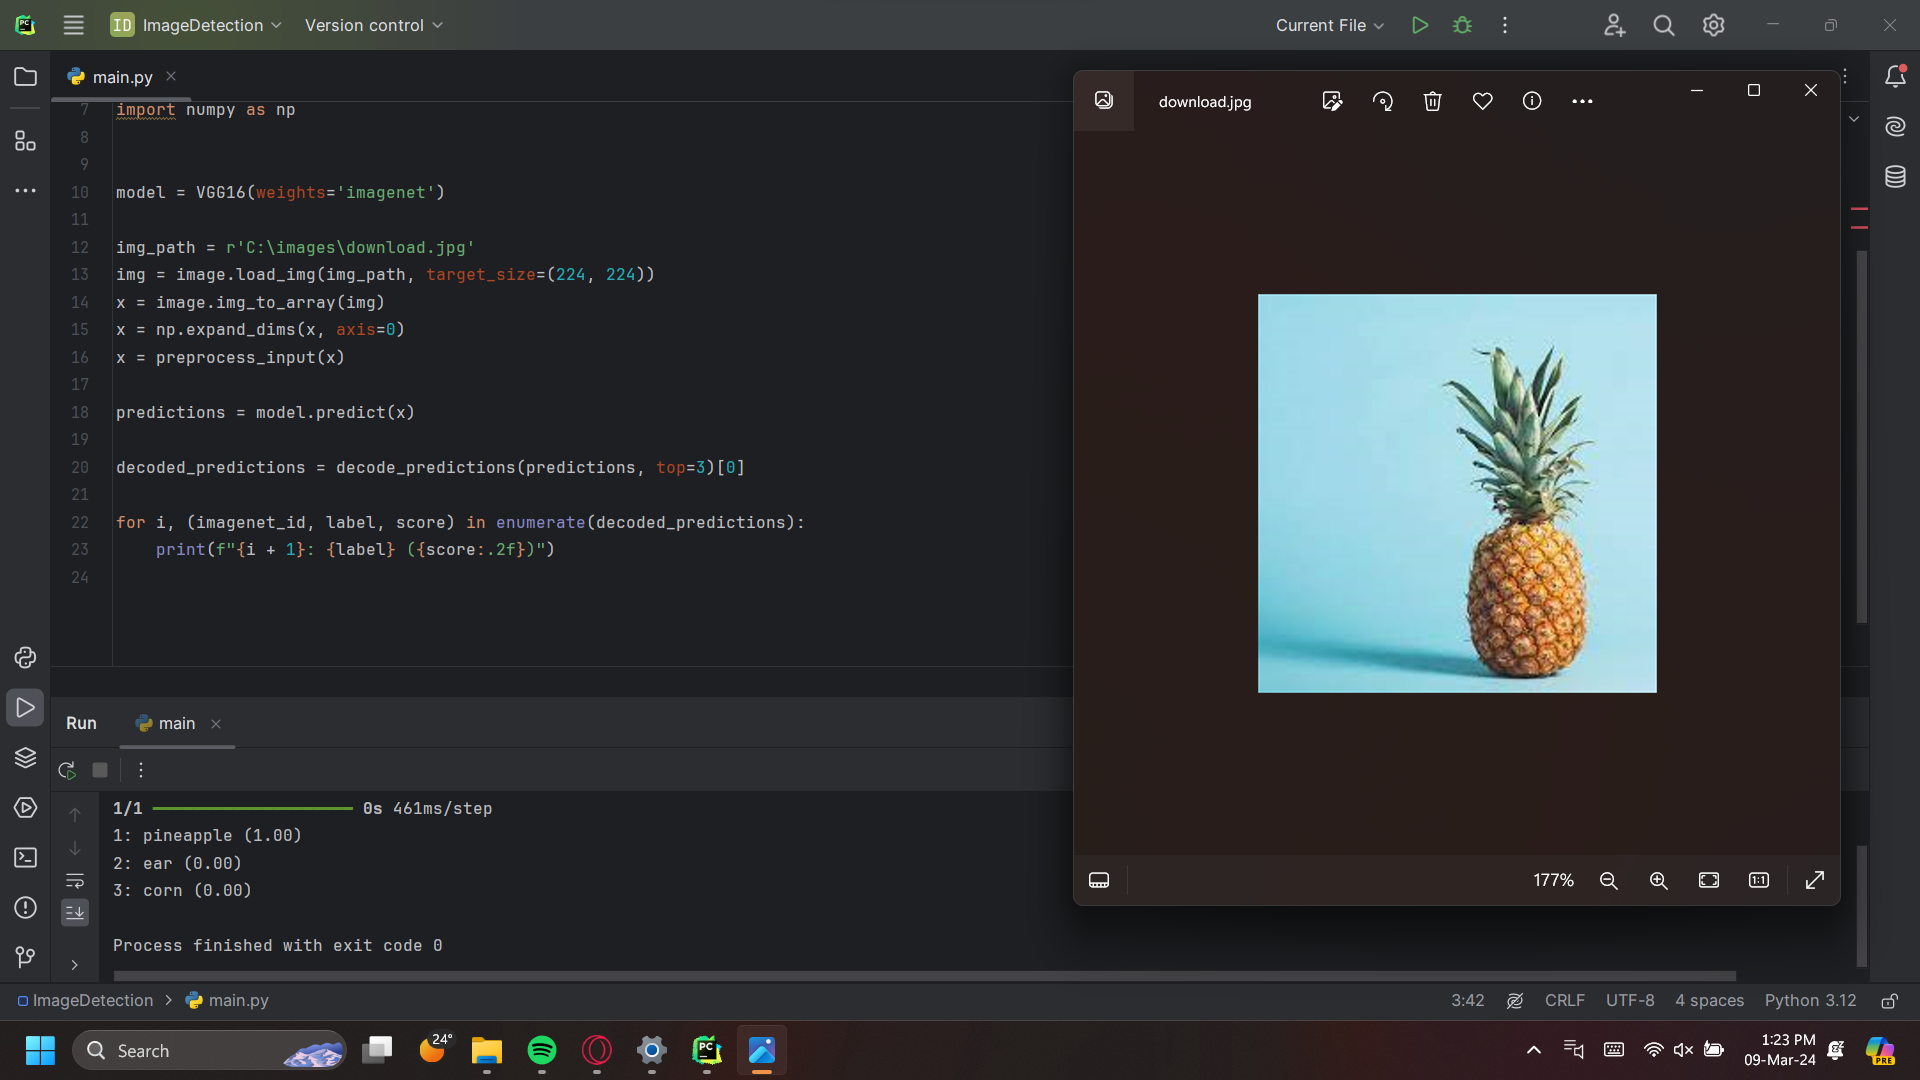 PC
ID ImageDetection Version control Current File
main.py
7 import numpy as np
8
9
10 model = VGG16(weights='imagenet')
11
12 img_path = r'C:\images\download.jpg'
13 img = image.load_img(img_path, target_size=(224, 224))
14 x = image.img_to_array(img)
15 x = np.expand_dims(x, axis=0)
16 x = preprocess_input(x)
17
18 predictions = model.predict(x)
19
20 decoded_predictions = decode_predictions(predictions, top=3)[0]
21
22 for i, (imagenet_id, label, score) in enumerate(decoded_predictions):
23 print(f"{i + 1}: {label} ({score:.2f})")
24
download.jpg
177%
1:1
Run main
1/1 0s 461ms/step
1: pineapple (1.00)
2: ear (0.00)
3: corn (0.00)
Process finished with exit code 0
ImageDetection > main.py 3:42 CRLF UTF-8 4 spaces Python 3.12
Search
24°
PC
1:23 PM
09-Mar-24
PRE